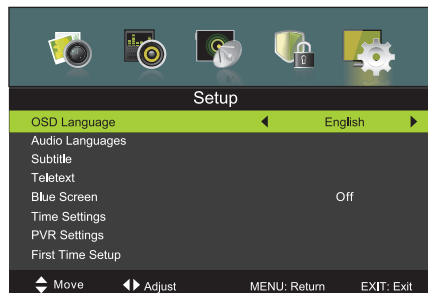 Setup
OSD Language English
Audio Languages
Subtitle
Teletext
Blue Screen Off
Time Settings
PVR Settings
First Time Setup
Move Adjust MENU: Return EXIT: Exit